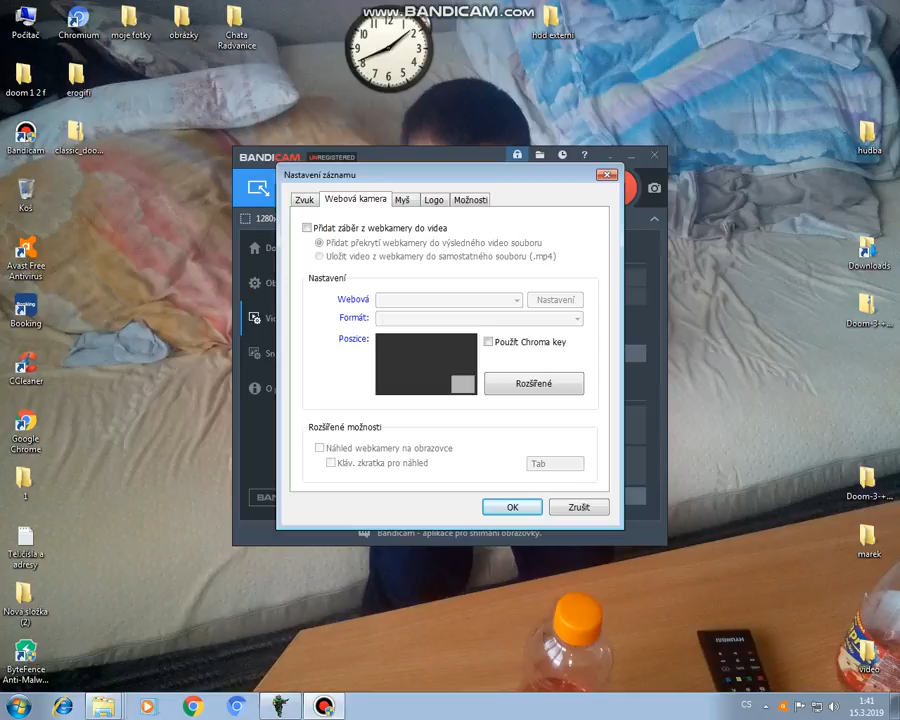 www.BANDICAM.com
Počítač
Chromium
moje fotky
obrázky
Chata
Radvanice
hdd externí
doom 1 2 f
erogifi
Bandicam
classic_doo...
hudba
Koš
Avast Free
Antivirus
Downloads
Booking
Booking
Doom-3-+...
CCleaner
Google
Chrome
1
Doom-3-+...
Tel.čísla a
adresy
marek
Nová složka
(2)
ByteFence
Anti-Malw...
video
BANDICAM UNREGISTERED
?
Nastavení záznamu
Zvuk
Webová kamera
Myš
Logo
Možnosti
Přidat záběr z webkamery do videa
Přidat překrytí webkamery do výsledného video souboru
Uložit video z webkamery do samostatného souboru (.mp4)
Nastavení
Webová
Nastavení
Formát:
Pozice:
Použít Chroma key
Rozšířené
Rozšířené možnosti
Náhled webkamery na obrazovce
Kláv. zkratka pro náhled
Tab
OK
Zrušit
Bandicam - aplikace pro snímání obrazovky.
CS
1:41
15.3.2019